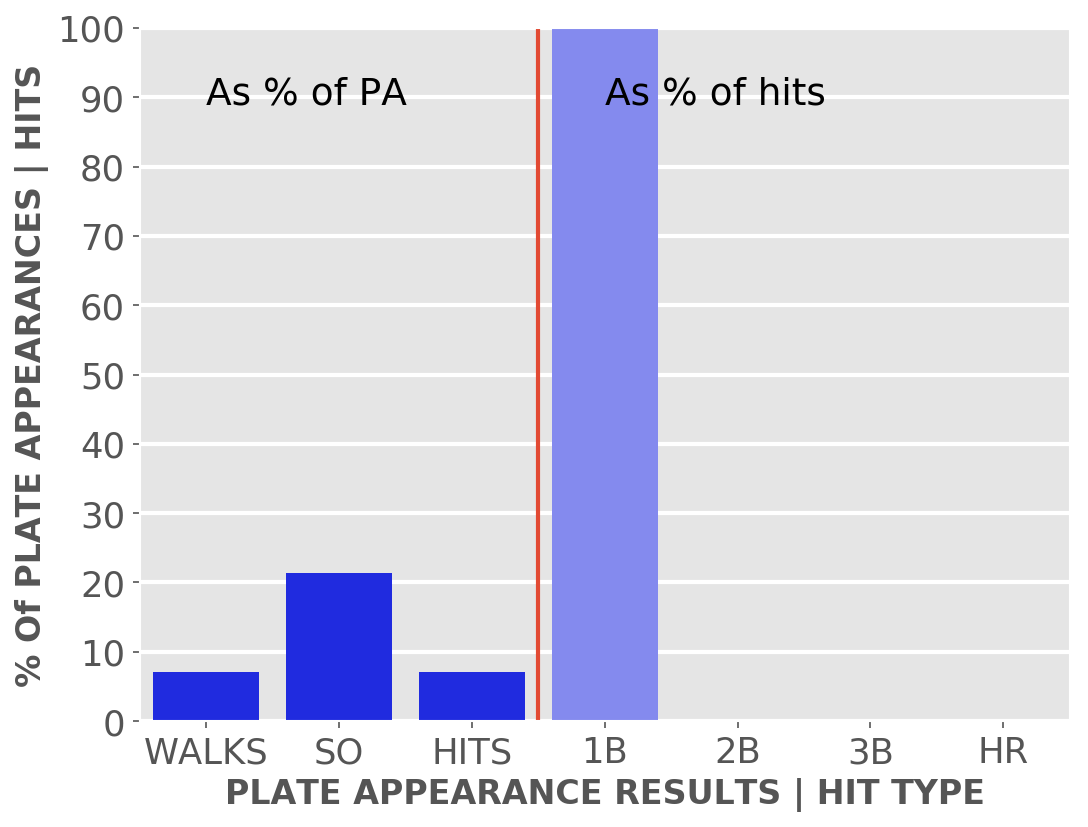 % Of PLATE APPEARANCES | HITS
100
90
80
70
60
50
40
30
20
10
0
As % of PA
As % of hits
WALKS SO HITS 1B 2B 3B HR
PLATE APPEARANCE RESULTS | HIT TYPE